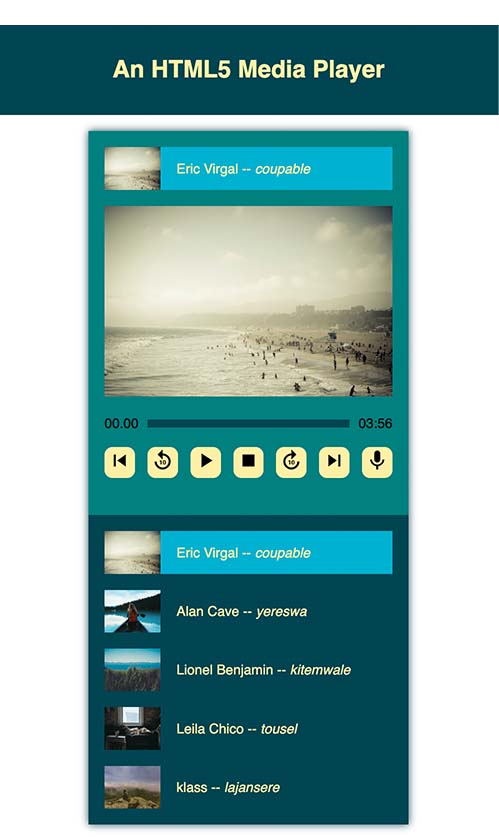 An HTML5 Media Player
Eric Virgal -- coupable
00.00
03:56
10
10
Eric Virgal -- coupable
Alan Cave -- yereswa
Lionel Benjamin -- kitemwale
Leila Chico -- tousel
klass -- lajansere